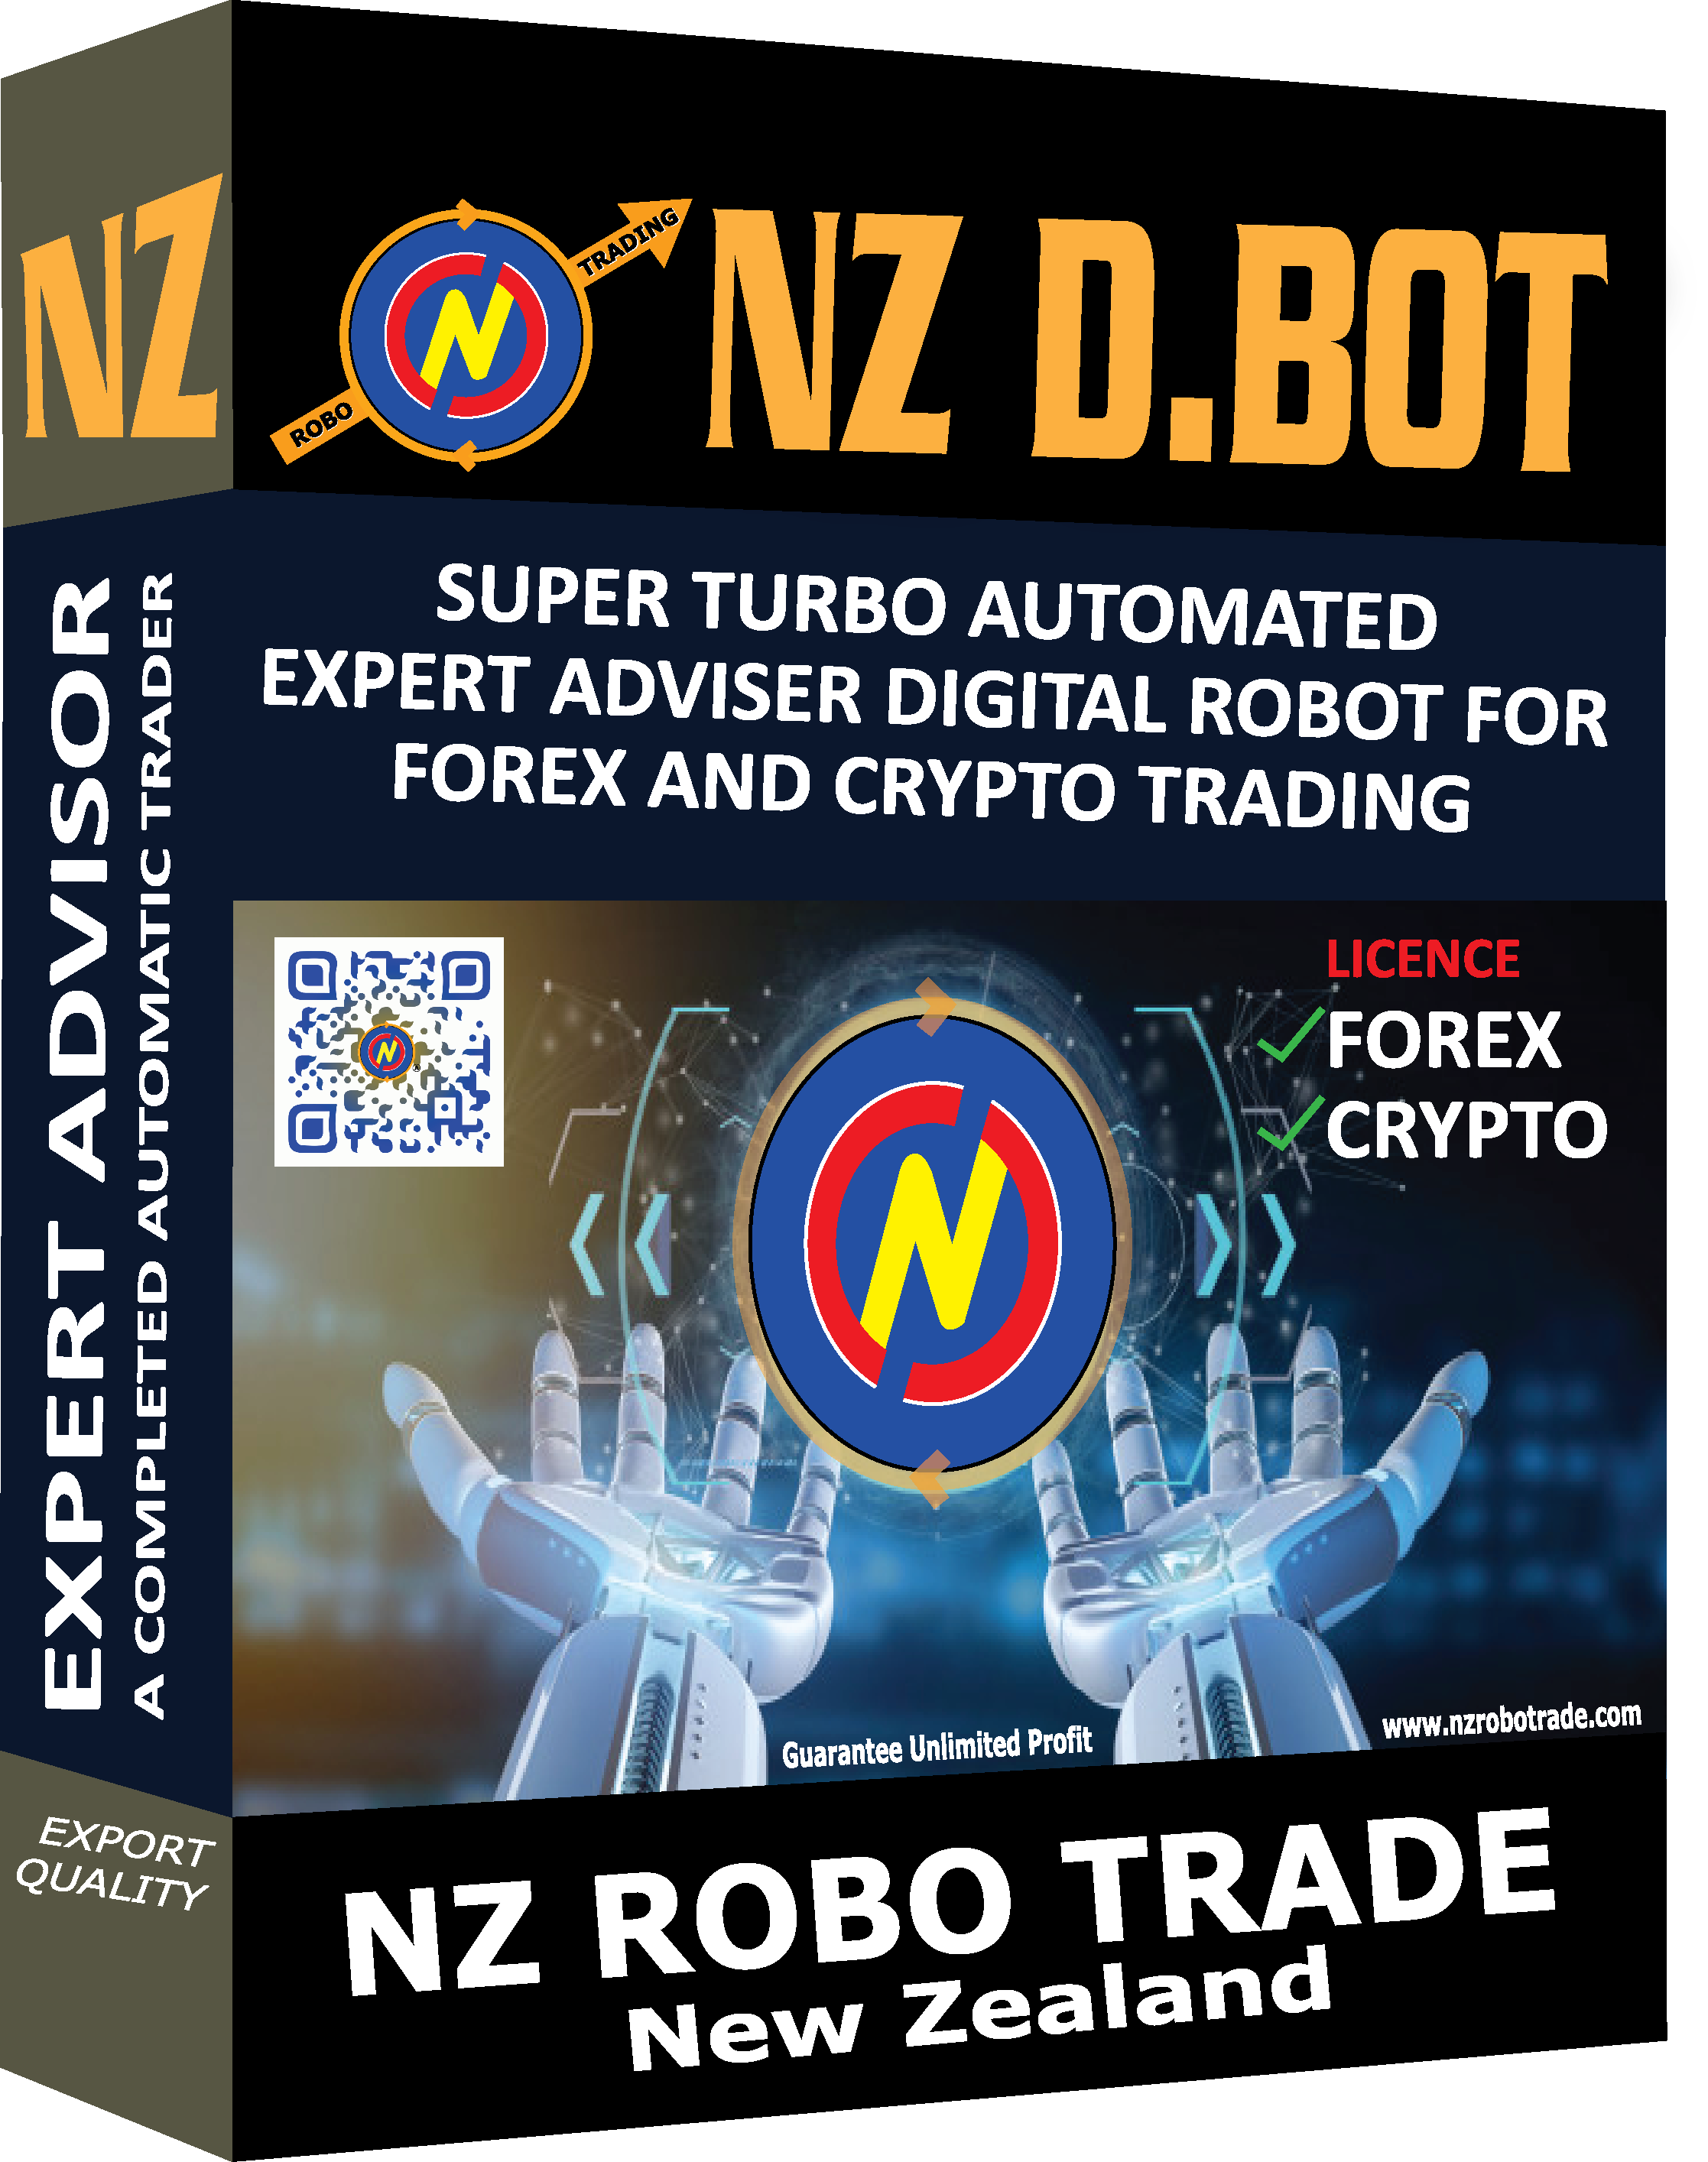 NZ
ROBO
TRADING
NZ D.BOT
SUPER TURBO AUTOMATED
EXPERT ADVISER DIGITAL ROBOT FOR
FOREX AND CRYPTO TRADING
EXPERT ADVISOR
A COMPLETED AUTOMATIC TRADER
LICENCE
FOREX
CRYPTO
N
N
N
®
Guarantee Unlimited Profit
www.nzrobotrade.com
EXPORT
QUALITY
NZ ROBO TRADE
New Zealand